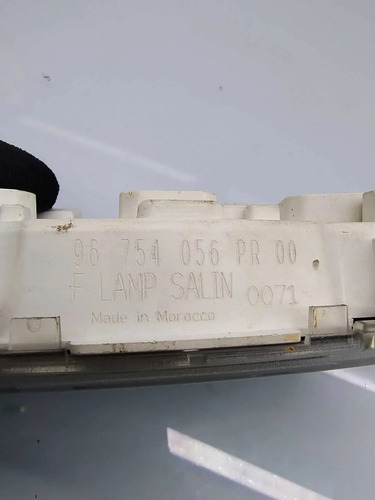 96 754 056 PR 00
F LAMP SALIN 0071
Made in Morocco